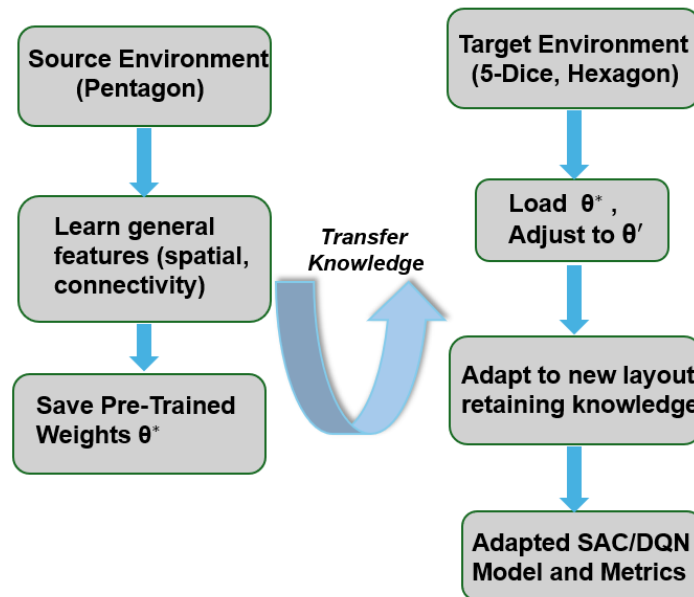 Source Environment
(Pentagon)
Learn general
features (spatial,
connectivity)
Save Pre-Trained
Weights θ*
Transfer
Knowledge
Target Environment
(5-Dice, Hexagon)
Load θ* ,
Adjust to θ′
Adapt to new layout
retaining knowledge
Adapted SAC/DQN
Model and Metrics